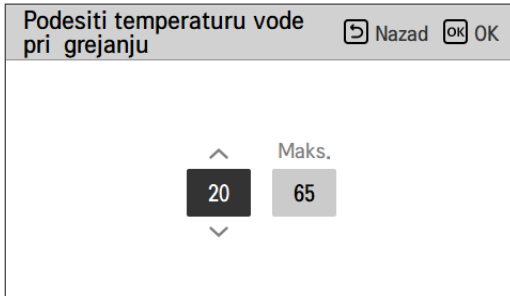 Podesiti temperaturu vode
pri grejanju
Nazad OK OK
Maks.
20 65